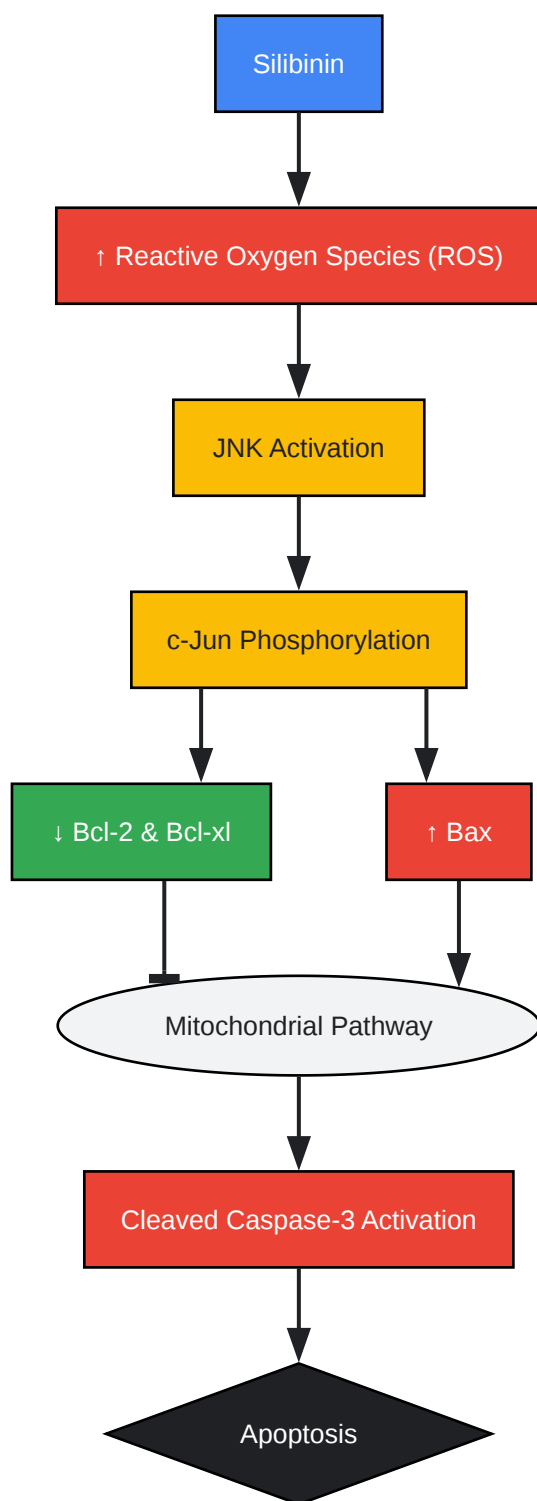 Silibinin
↑ Reactive Oxygen Species (ROS)
JNK Activation
c-Jun Phosphorylation
↓ Bcl-2 & Bcl-xl
↑ Bax
Mitochondrial Pathway
Cleaved Caspase-3 Activation
Apoptosis